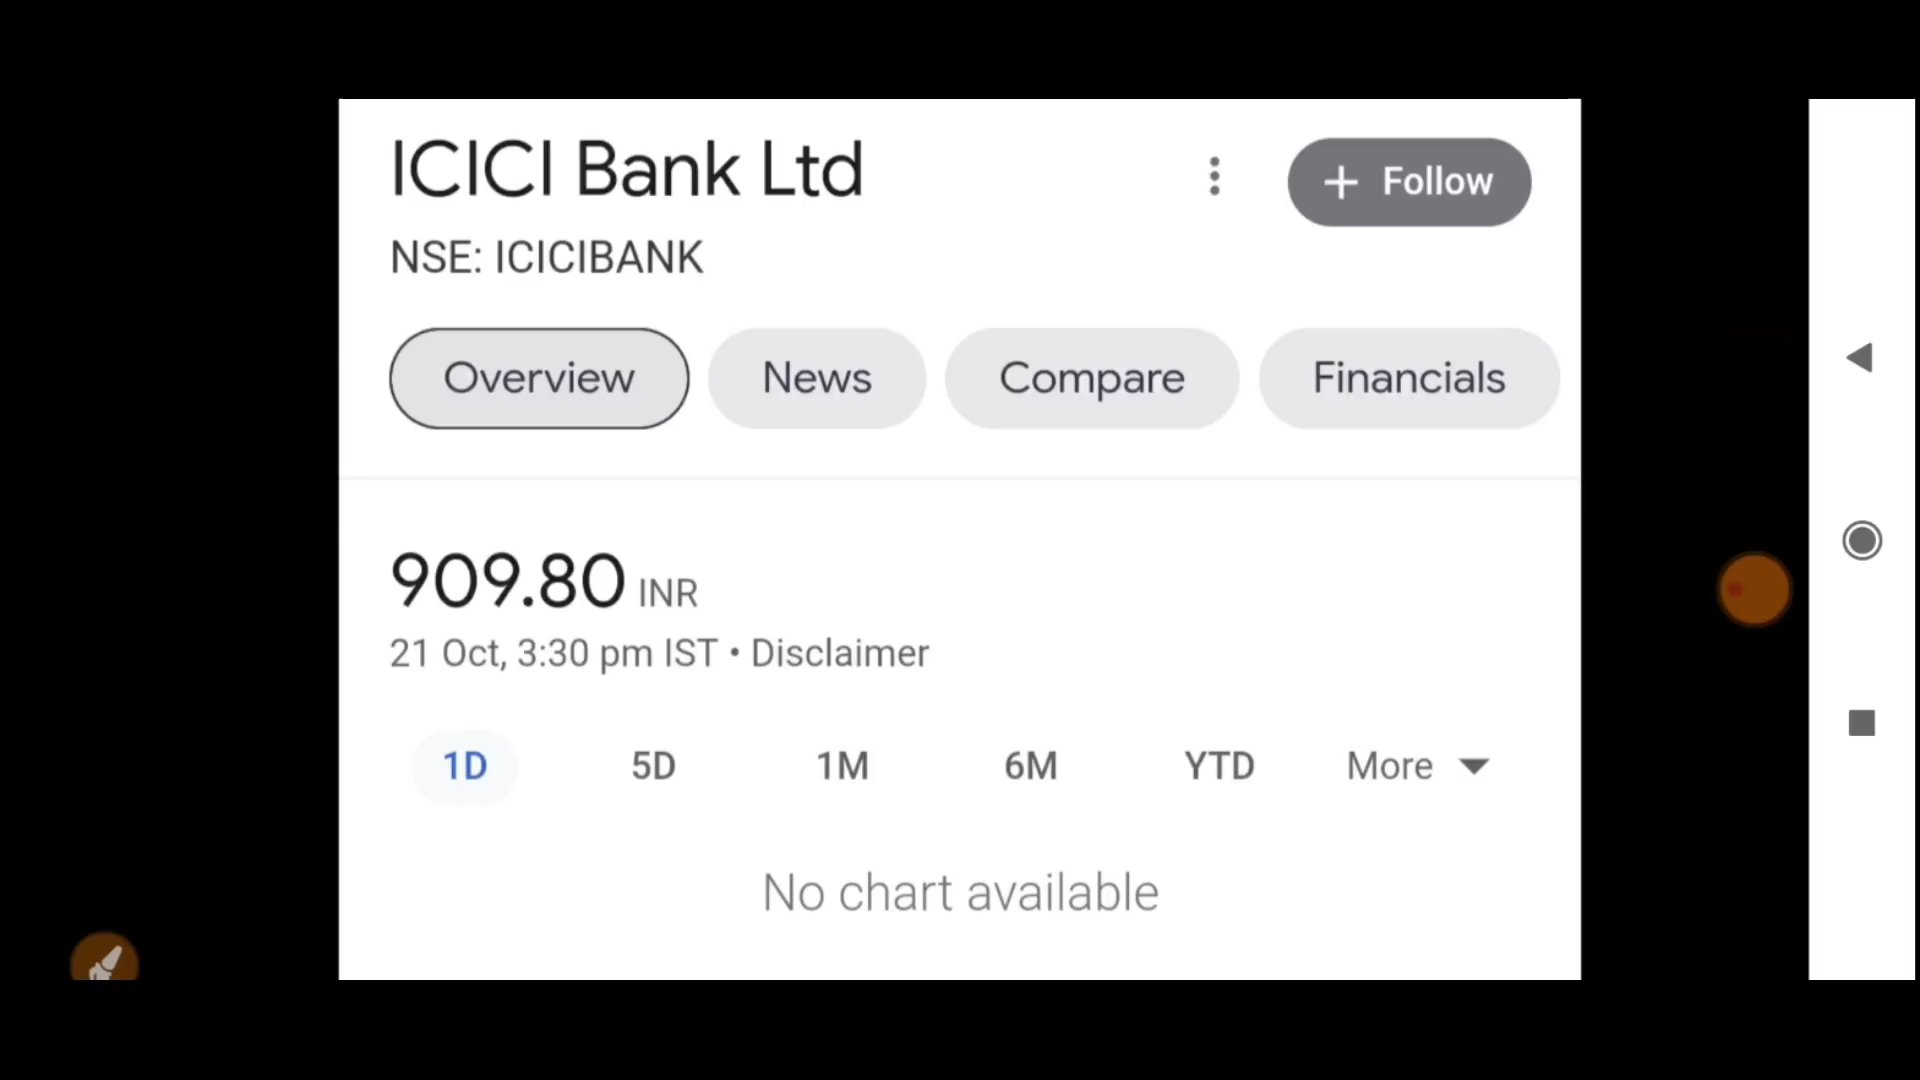 ICICI Bank Ltd
+ Follow
NSE: ICICIBANK
Overview News Compare Financials
909.80 INR
21 Oct, 3:30 pm IST • Disclaimer
1D 5D 1M 6M YTD More
No chart available